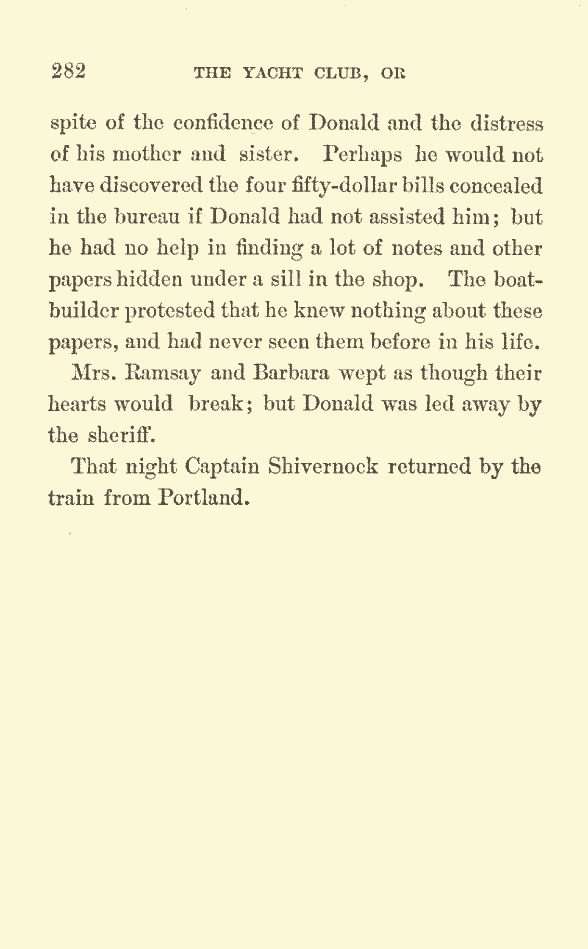 282 THE YACHT CLUB, OR
spite of the confidence of Donald and the distress
of his mother and sister. Perhaps he would not
have discovered the four fifty-dollar bills concealed
in the bureau if Donald had not assisted him; but
he had no help in finding a lot of notes and other
papers hidden under a sill in the shop. The boat-
builder protested that he knew nothing about these
papers, and had never seen them before in his life.
Mrs. Ramsay and Barbara wept as though their
hearts would break; but Donald was led away by
the sheriff.
That night Captain Shivernock returned by the
train from Portland.